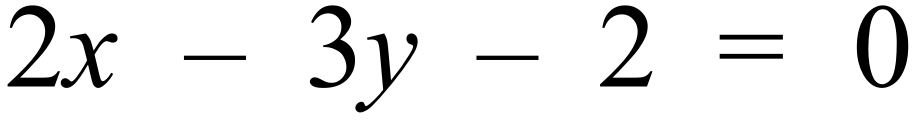 2x − 3y − 2 = 0